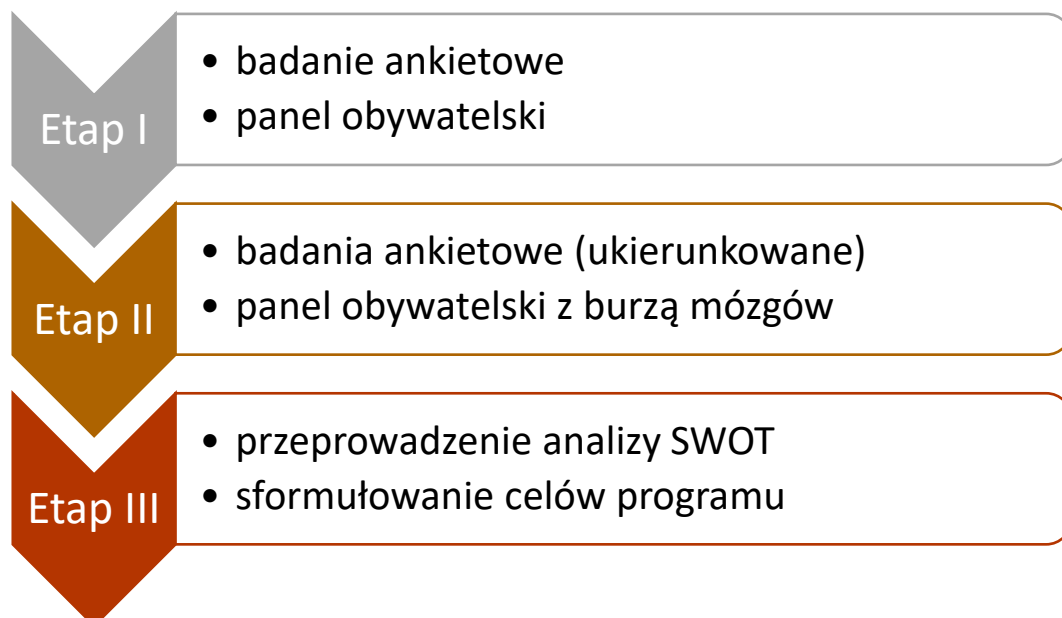 Etap I
• badanie ankietowe
• panel obywatelski
Etap II
• badania ankietowe (ukierunkowane)
• panel obywatelski z burzą mózgów
Etap III
• przeprowadzenie analizy SWOT
• sformułowanie celów programu